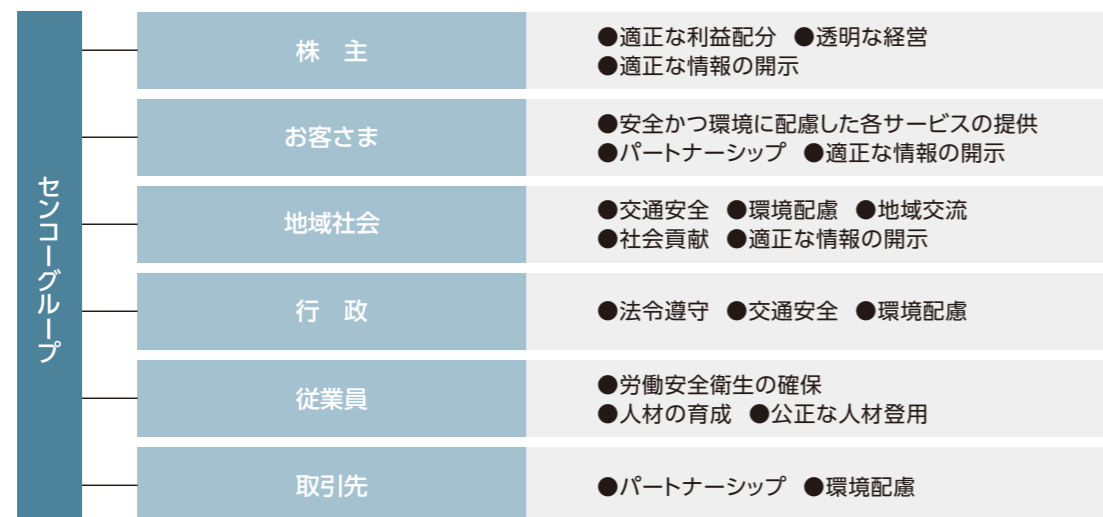 センコーグループ
株　主
●適正な利益配分　●透明な経営
●適正な情報の開示
お客さま
●安全かつ環境に配慮した各サービスの提供
●パートナーシップ　●適正な情報の開示
地域社会
●交通安全　●環境配慮　●地域交流
●社会貢献　●適正な情報の開示
行　政
●法令遵守　●交通安全　●環境配慮
従業員
●労働安全衛生の確保
●人材の育成　●公正な人材登用
取引先
●パートナーシップ　●環境配慮